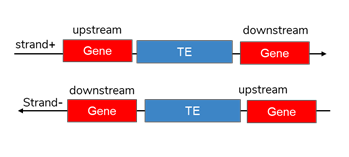 upstream downstream
strand+ Gene TE Gene
downstream upstream
Strand- Gene TE Gene